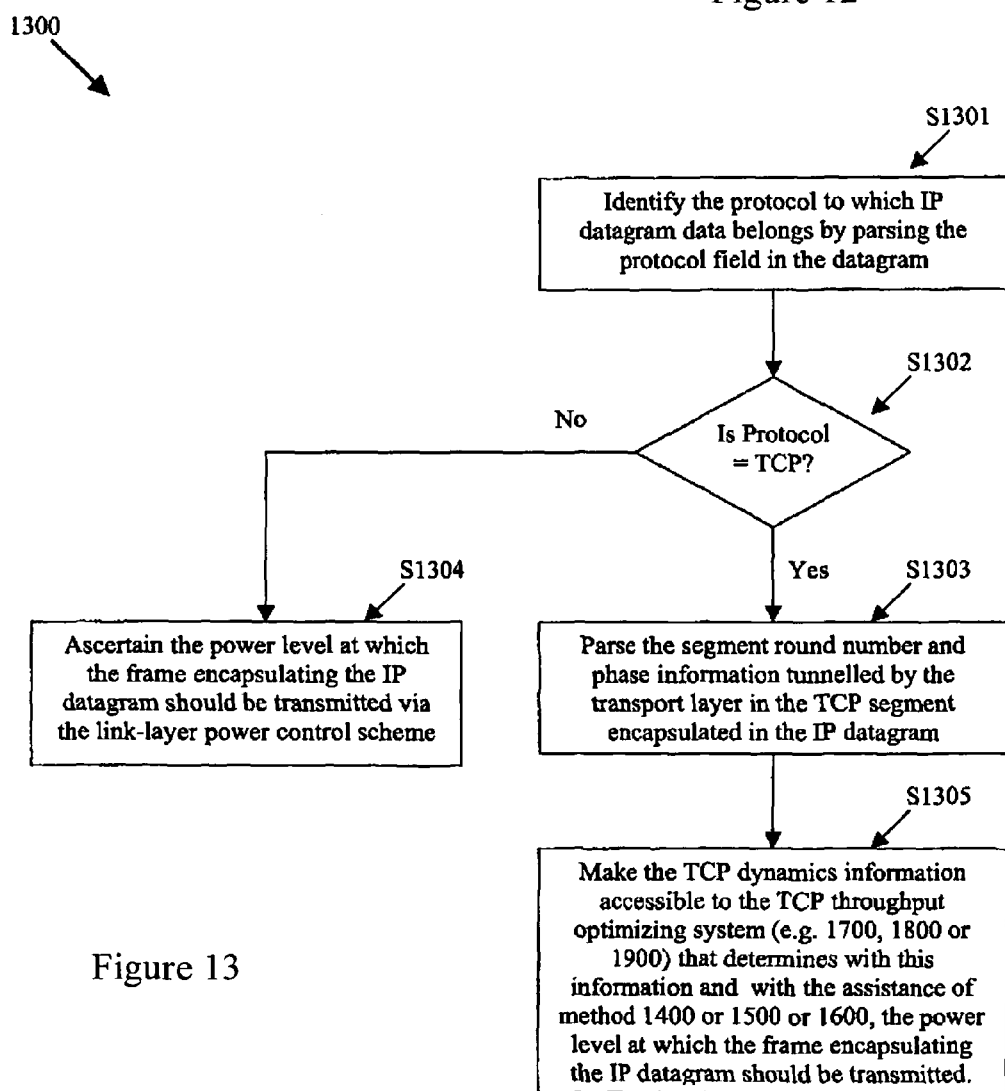 Figure 12
1300
S1301
Identify the protocol to which IP
datagram data belongs by parsing the
protocol field in the datagram
S1302
No
Is Protocol
= TCP?
Yes
S1304
S1303
Ascertain the power level at which
the frame encapsulating the IP
datagram should be transmitted via
the link-layer power control scheme
Parse the segment round number and
phase information tunnelled by the
transport layer in the TCP segment
encapsulated in the IP datagram
S1305
Make the TCP dynamics information
accessible to the TCP throughput
optimizing system (e.g. 1700, 1800 or
1900) that determines with this
information and with the assistance of
method 1400 or 1500 or 1600, the power
level at which the frame encapsulating
the IP datagram should be transmitted.
Figure 13